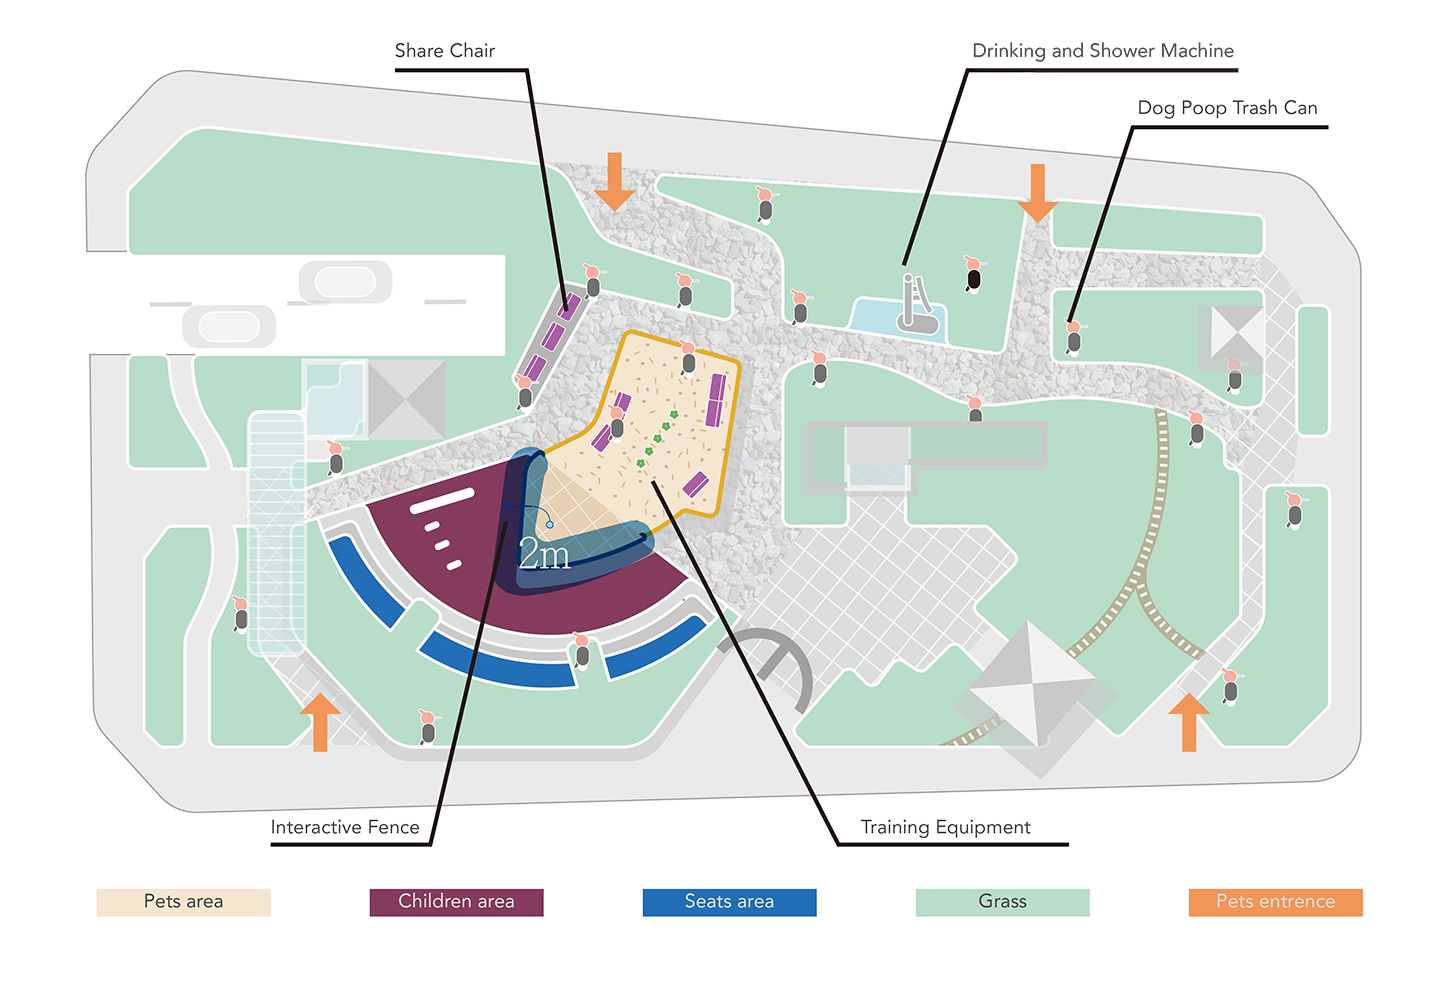 Share Chair
Drinking and Shower Machine
Dog Poop Trash Can
2m
Interactive Fence
Training Equipment
Pets area
Children area
Seats area
Grass
Pets entrence